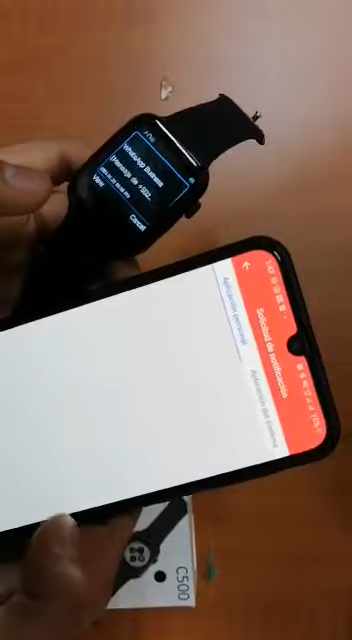 WhatsApp Business
[Mensaje de +502...
View
Cancel
Solicitud de notificación
Aplicación personal
Aplicación del sistema
C500